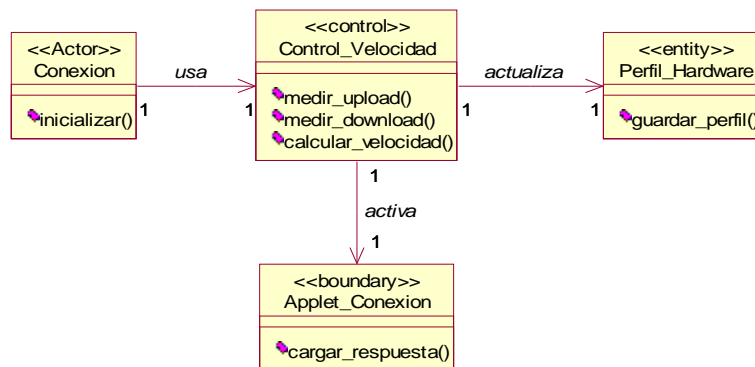 <<Actor>>
Conexion
inicializar()
usa
1
1
<<control>>
Control_Velocidad
medir_upload()
medir_download()
calcular_velocidad()
actualiza
1
1
<<entity>>
Perfil_Hardware
guardar_perfil()
1
activa
1
<<boundary>>
Applet_Conexion
cargar_respuesta()